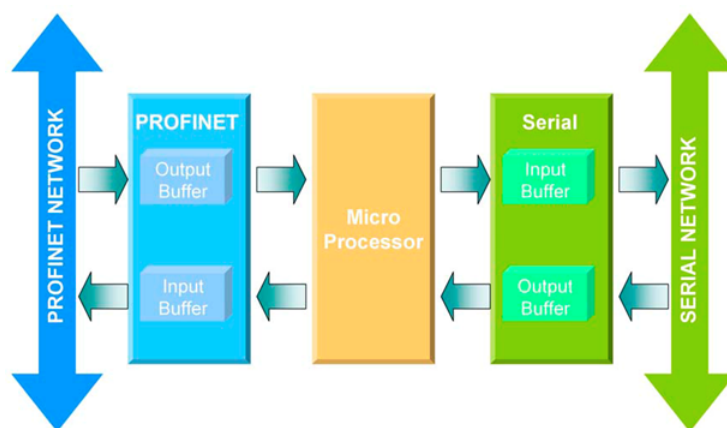 PROFINET NETWORK
PROFINET
Output
Buffer
Input
Buffer
Micro
Processor
Serial
Input
Buffer
Output
Buffer
SERIAL NETWORK